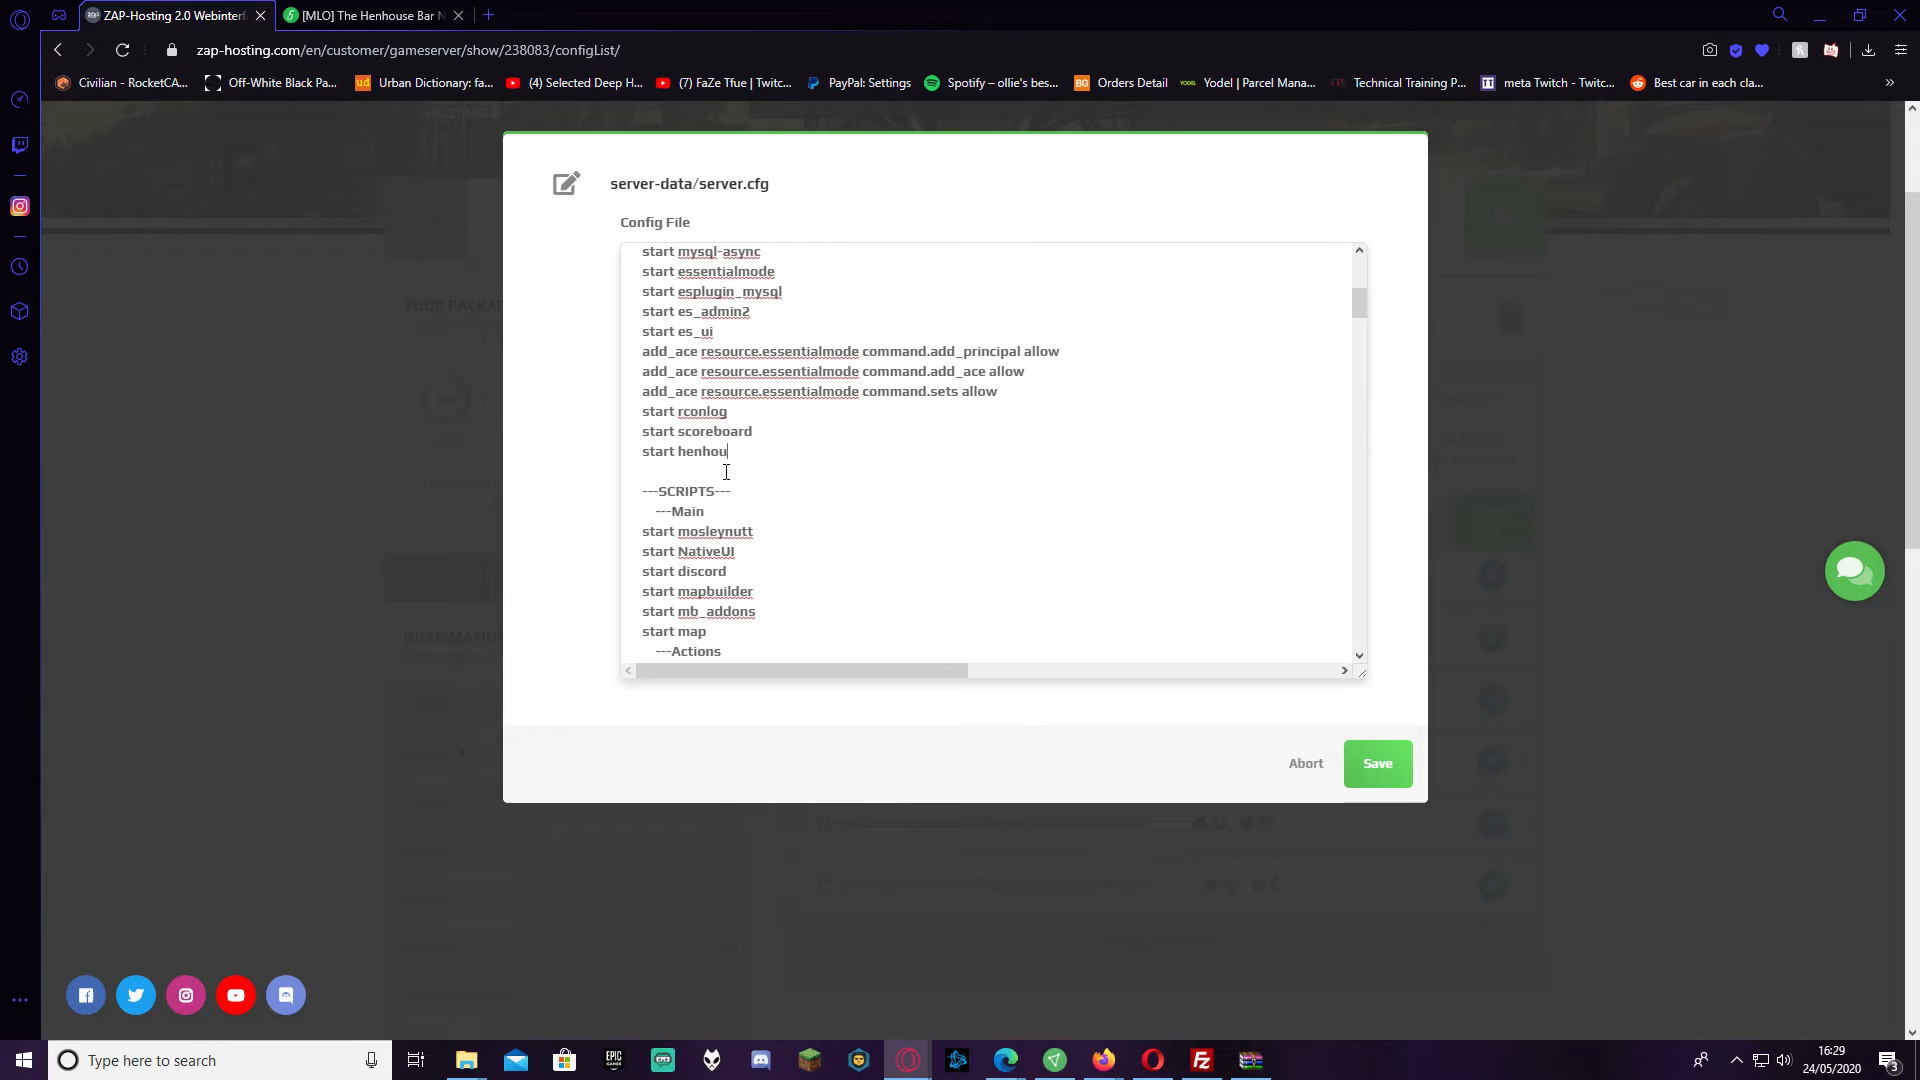 ZAP-Hosting 2.0 Webinterf
[MLO] The Henhouse Bar N
zap-hosting.com/en/customer/gameserver/show/238083/configList/
Civilian - RocketCA...
Off-White Black Pa...
Urban Dictionary: fa...
(4) Selected Deep H...
(7) FaZe Tfue | Twitc...
PayPal: Settings
Spotify – ollie's bes...
Orders Detail
Yodel | Parcel Mana...
Technical Training P...
meta Twitch - Twitc...
Best car in each cla...
server-data/server.cfg
Config File
start mysql-async
start essentialmode
start esplugin_mysql
start es_admin2
start es_ui
add_ace resource.essentialmode command.add_principal allow
add_ace resource.essentialmode command.add_ace allow
add_ace resource.essentialmode command.sets allow
start rconlog
start scoreboard
start henhou
---SCRIPTS---
---Main
start mosleynutt
start NativeUI
start discord
start mapbuilder
start mb_addons
start map
---Actions
Abort
Save
YOUR PACKAG
INFORMATION
Type here to search
16:29
24/05/2020
3